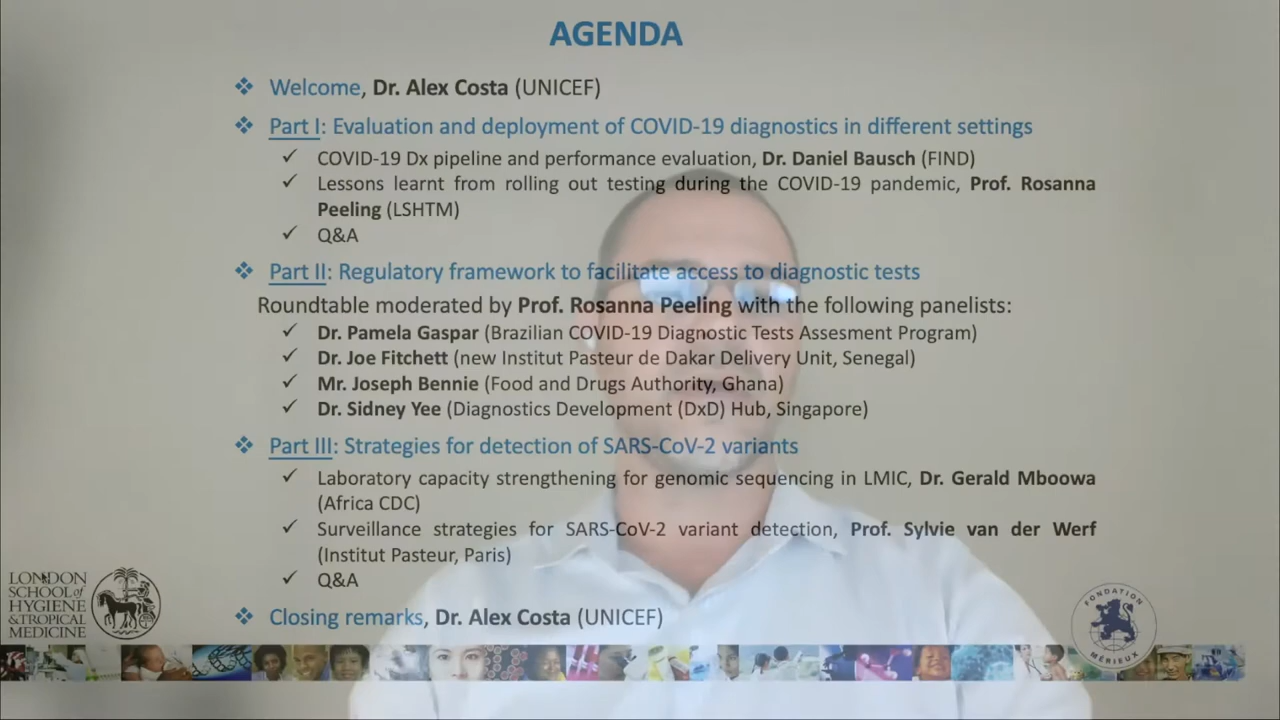 AGENDA
❖ Welcome, Dr. Alex Costa (UNICEF)
❖ Part I: Evaluation and deployment of COVID-19 diagnostics in different settings
✓ COVID-19 Dx pipeline and performance evaluation, Dr. Daniel Bausch (FIND)
✓ Lessons learnt from rolling out testing during the COVID-19 pandemic, Prof. Rosanna
Peeling (LSHTM)
✓ Q&A
❖ Part II: Regulatory framework to facilitate access to diagnostic tests
Roundtable moderated by Prof. Rosanna Peeling with the following panelists:
✓ Dr. Pamela Gaspar (Brazilian COVID-19 Diagnostic Tests Assesment Program)
✓ Dr. Joe Fitchett (new Institut Pasteur de Dakar Delivery Unit, Senegal)
✓ Mr. Joseph Bennie (Food and Drugs Authority, Ghana)
✓ Dr. Sidney Yee (Diagnostics Development (DxD) Hub, Singapore)
❖ Part III: Strategies for detection of SARS-CoV-2 variants
✓ Laboratory capacity strengthening for genomic sequencing in LMIC, Dr. Gerald Mboowa
(Africa CDC)
✓ Surveillance strategies for SARS-CoV-2 variant detection, Prof. Sylvie van der Werf
(Institut Pasteur, Paris)
✓ Q&A
❖ Closing remarks, Dr. Alex Costa (UNICEF)
LONDON
SCHOOL of
HYGIENE
& TROPICAL
MEDICINE
FONDATION
MÉRIEUX